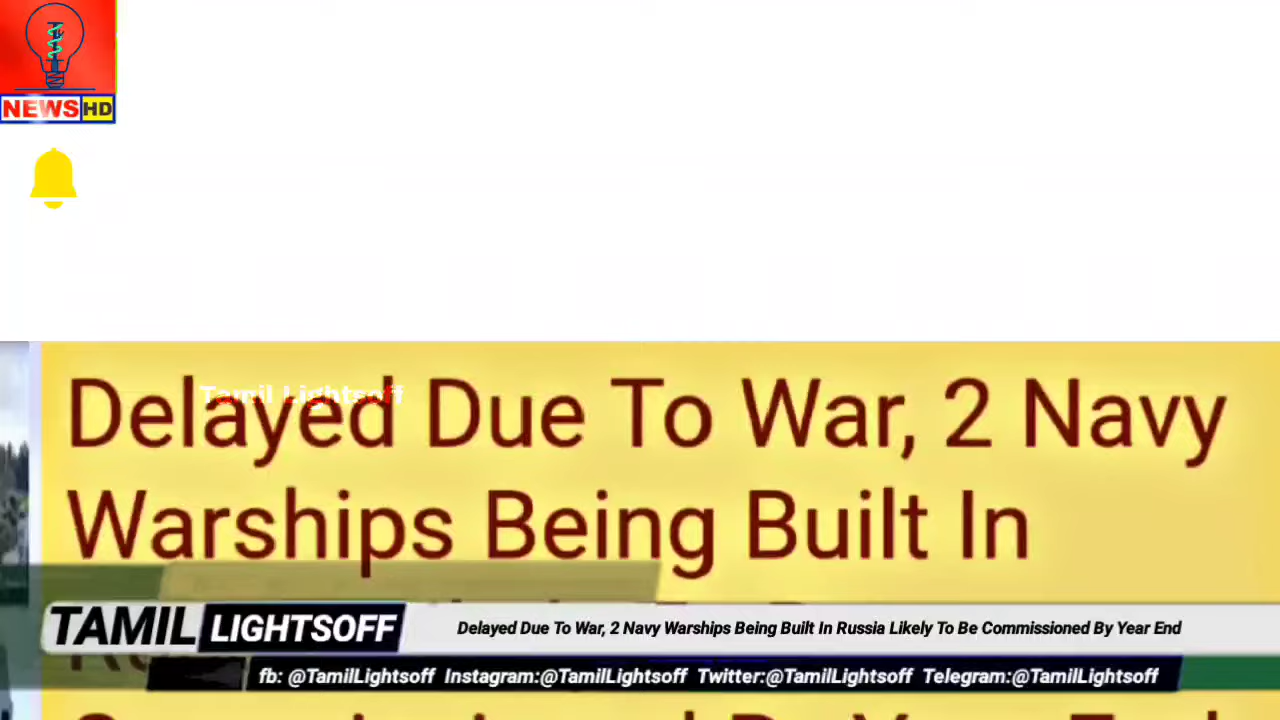 NEWS HD
Tamil Lightsoff
Delayed Due To War, 2 Navy
Warships Being Built In
TAMIL LIGHTSOFF
Delayed Due To War, 2 Navy Warships Being Built In Russia Likely To Be Commissioned By Year End
fb: @TamilLightsoff Instagram:@TamilLightsoff Twitter:@TamilLightsoff Telegram:@TamilLightsoff